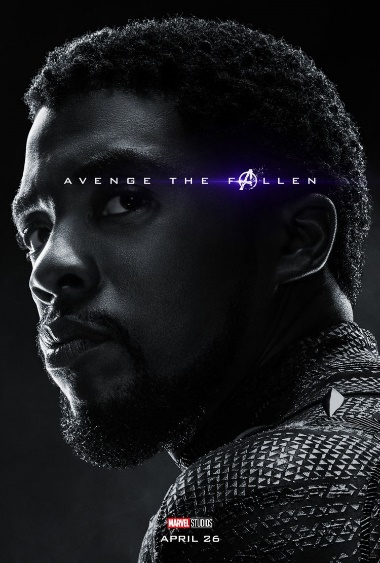 AVENGE THE FALLEN
MARVEL STUDIOS
APRIL 26